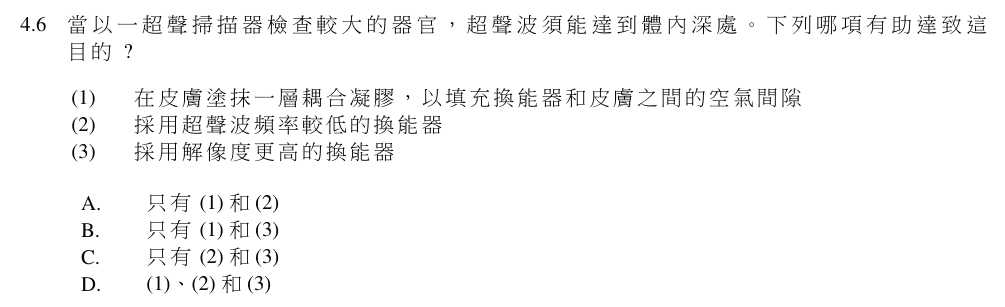 4.6 當以一超聲掃描器檢查較大的器官，超聲波須能達到體內深處。下列哪項有助達致這
目的？
(1) 在皮膚塗抹一層耦合凝膠，以填充換能器和皮膚之間的空氣間隙
(2) 採用超聲波頻率較低的換能器
(3) 採用解像度更高的換能器
A. 只有 (1) 和 (2)
B. 只有 (1) 和 (3)
C. 只有 (2) 和 (3)
D. (1)、(2) 和 (3)